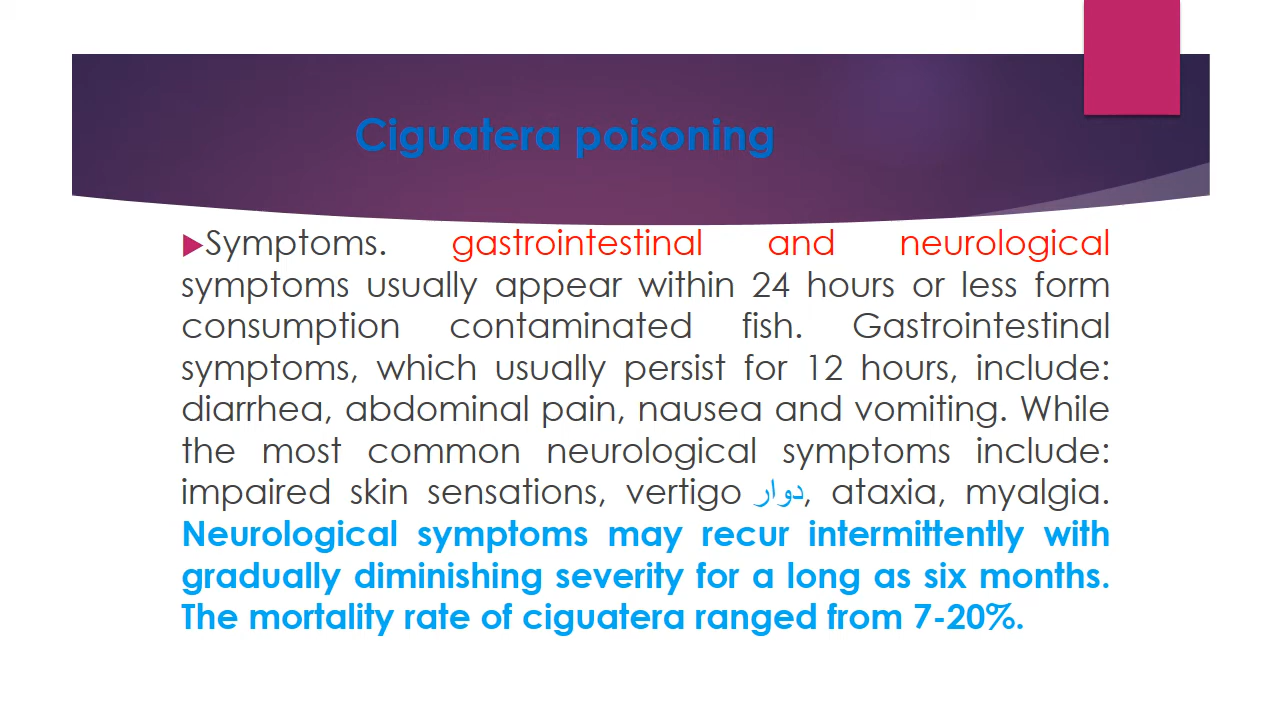 Ciguatera poisoning
Symptoms. gastrointestinal and neurological
symptoms usually appear within 24 hours or less form
consumption contaminated fish. Gastrointestinal
symptoms, which usually persist for 12 hours, include:
diarrhea, abdominal pain, nausea and vomiting. While
the most common neurological symptoms include:
impaired skin sensations, vertigo دوار, ataxia, myalgia.
Neurological symptoms may recur intermittently with
gradually diminishing severity for a long as six months.
The mortality rate of ciguatera ranged from 7-20%.